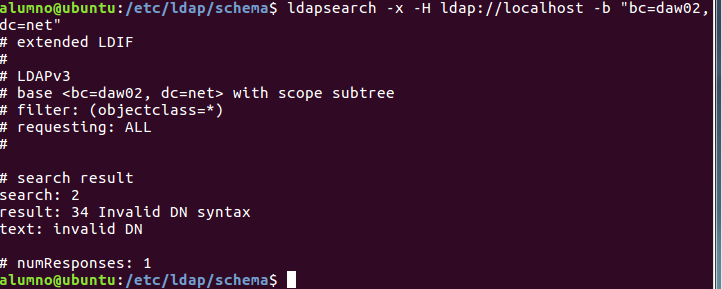 alumno@ubuntu:/etc/ldap/schema$ ldapsearch -x -H ldap://localhost -b "bc=daw02,
dc=net"
# extended LDIF
#
# LDAPv3
# base <bc=daw02, dc=net> with scope subtree
# filter: (objectclass=*)
# requesting: ALL
#
# search result
search: 2
result: 34 Invalid DN syntax
text: invalid DN
# numResponses: 1
alumno@ubuntu:/etc/ldap/schema$